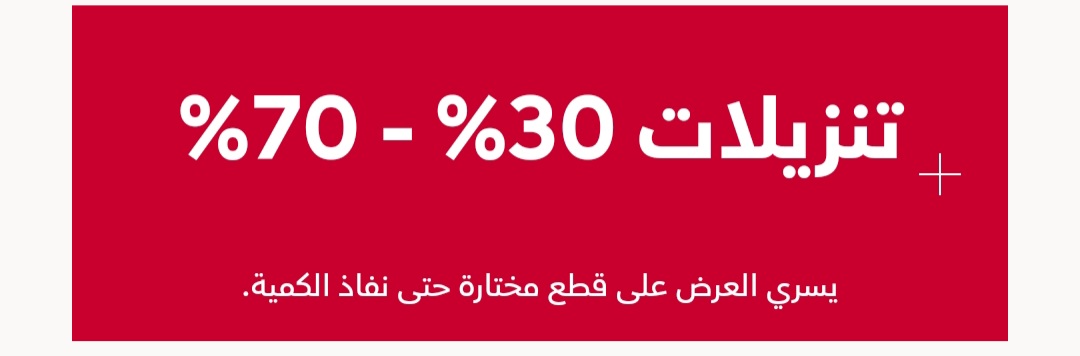 تنزيلات 30% - 70%
يسري العرض على قطع مختارة حتى نفاذ الكمية.